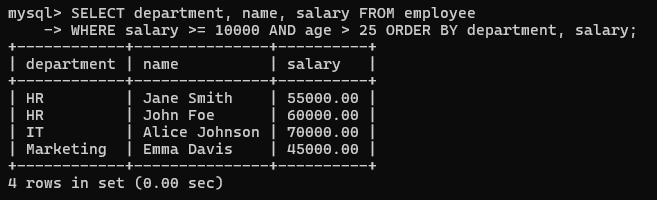 mysql> SELECT department, name, salary FROM employee
    -> WHERE salary >= 10000 AND age > 25 ORDER BY department, salary;
+------------+---------------+----------+
| department | name          | salary   |
+------------+---------------+----------+
| HR         | Jane Smith    | 55000.00 |
| HR         | John Foe      | 60000.00 |
| IT         | Alice Johnson | 70000.00 |
| Marketing  | Emma Davis    | 45000.00 |
+------------+---------------+----------+
4 rows in set (0.00 sec)